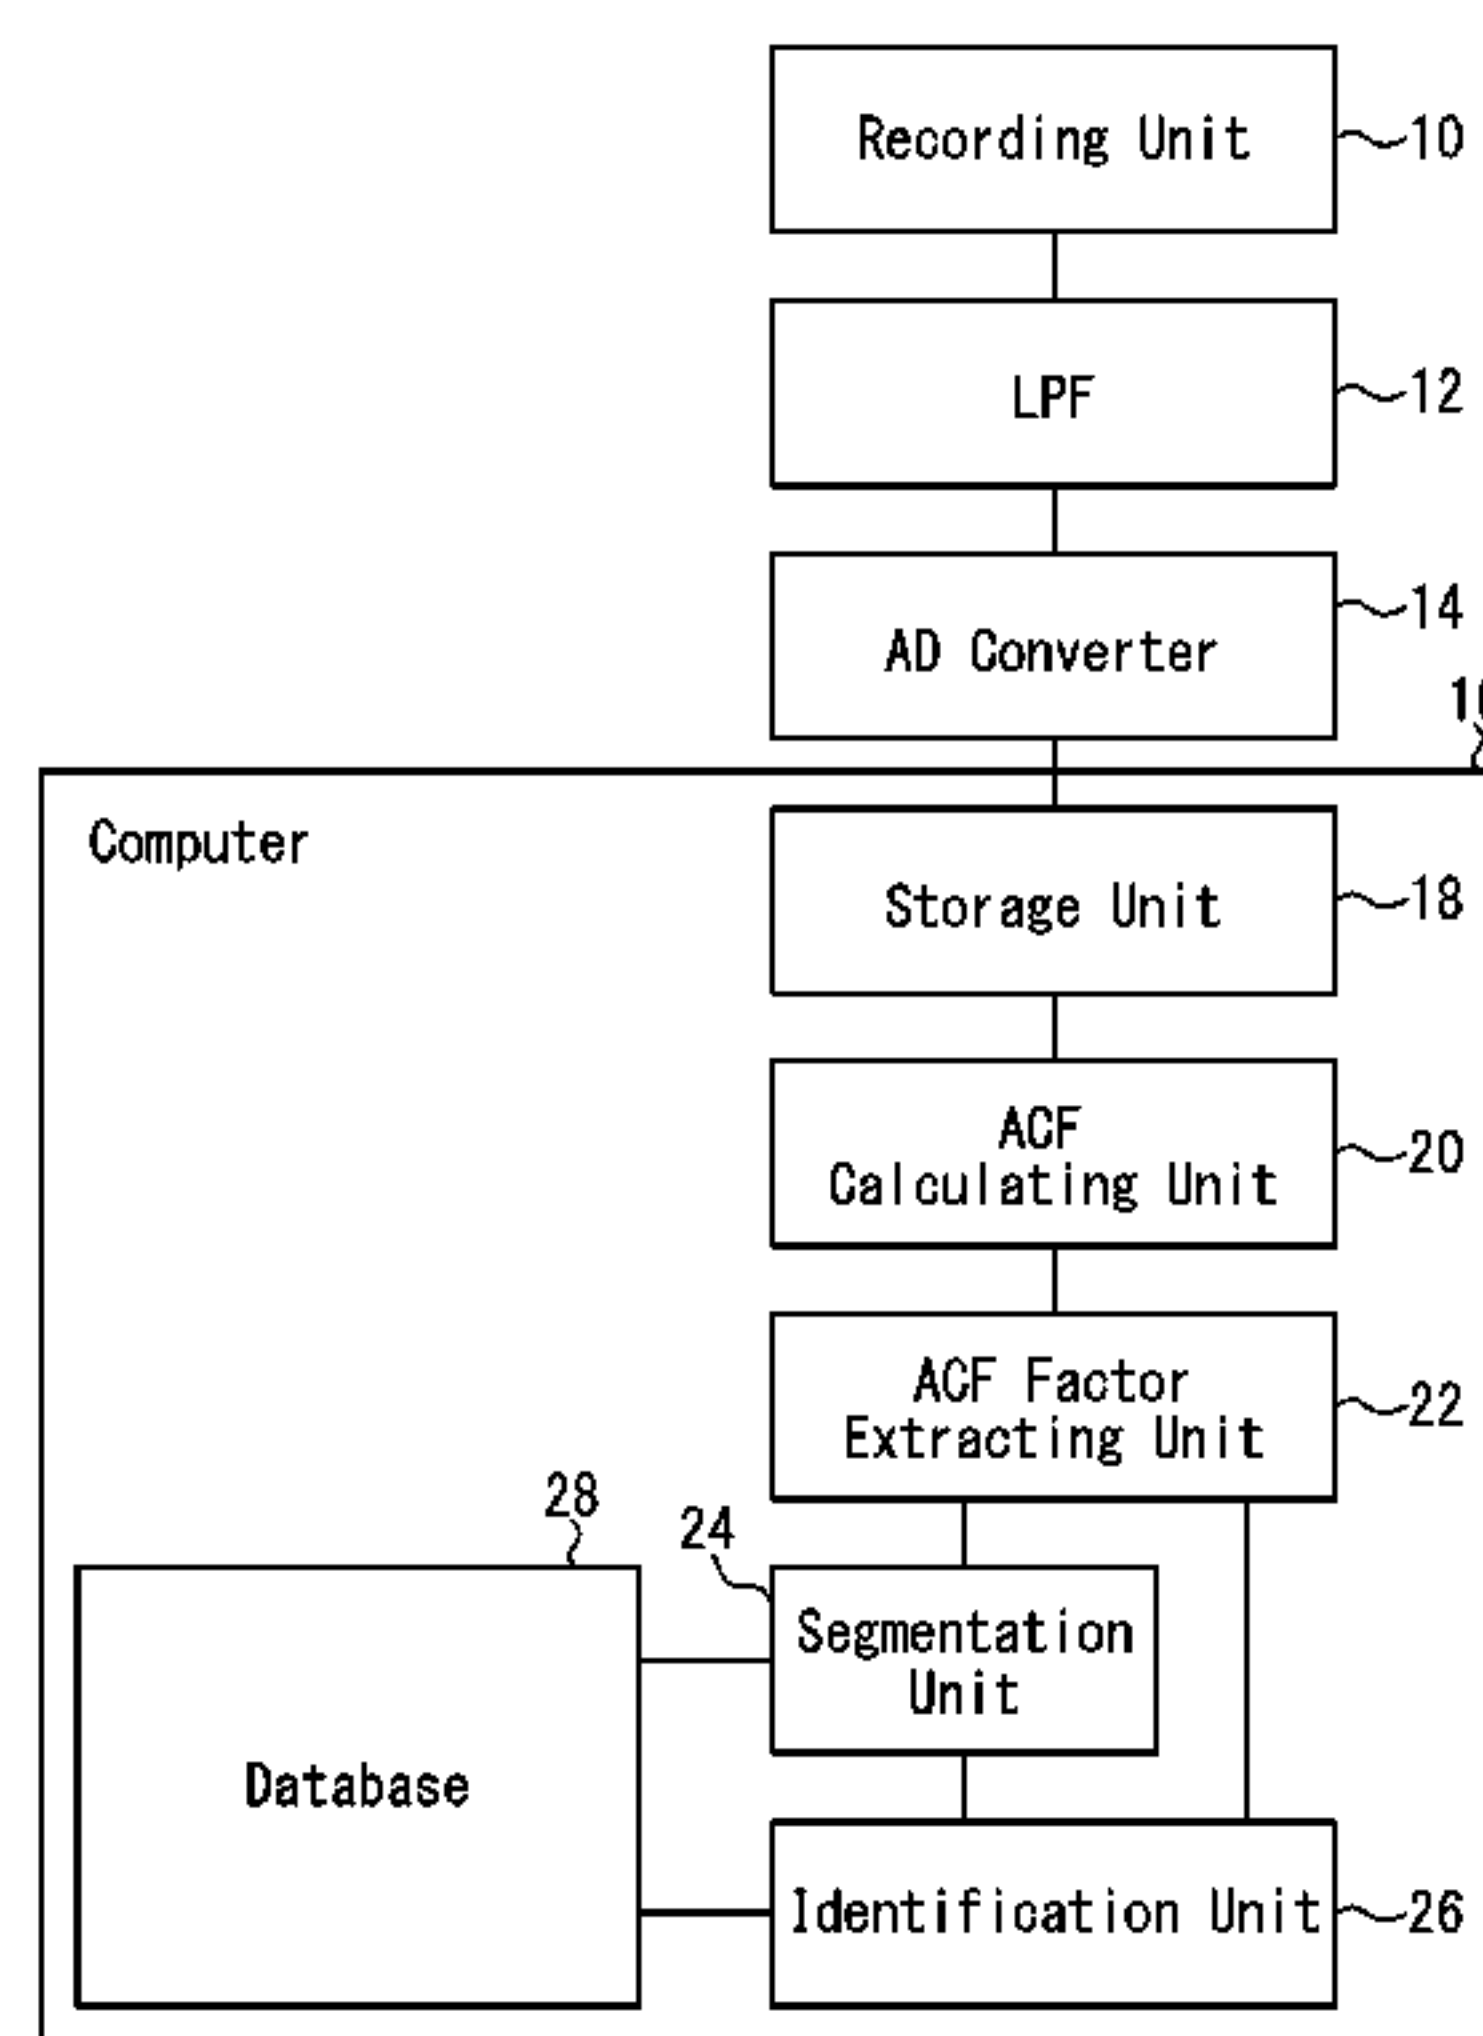 Recording Unit
10
LPF
12
AD Converter
14
Computer
Storage Unit
18
ACF
Calculating Unit
20
ACF Factor
Extracting Unit
22
28
24
Segmentation
Unit
Database
Identification Unit
26